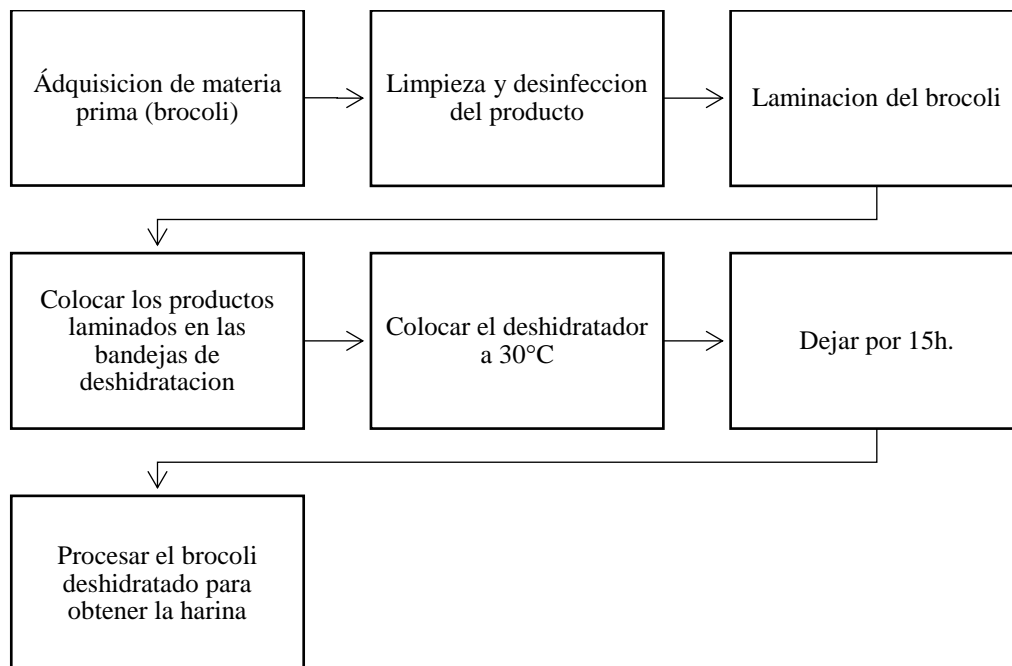 Ádquisicion de materia
prima (brocoli)
Limpieza y desinfeccion
del producto
Laminacion del brocoli
Colocar los productos
laminados en las
bandejas de
deshidratacion
Colocar el deshidratador
a 30°C
Dejar por 15h.
Procesar el brocoli
deshidratado para
obtener la harina